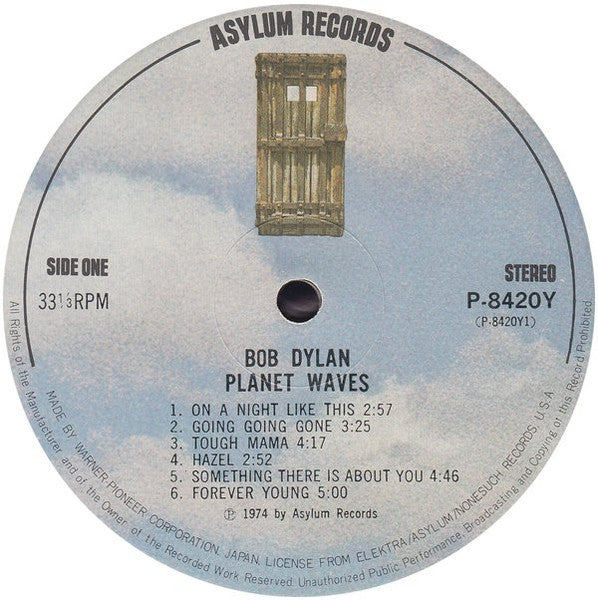 ASYLUM RECORDS
SIDE ONE
33⅓RPM
STEREO
P-8420Y
(P-8420Y1)
BOB DYLAN
PLANET WAVES
1. ON A NIGHT LIKE THIS 2:57
2. GOING GOING GONE 3:25
3. TOUGH MAMA 4:17
4. HAZEL 2:52
5. SOMETHING THERE IS ABOUT YOU 4:46
6. FOREVER YOUNG 5:00
℗ 1974 by Asylum Records
MADE BY WARNER-PIONEER CORPORATION, JAPAN, LICENSE FROM ELEKTRA/ASYLUM/NONESUCH RECORDS, U.S.A.
All Rights of the Manufacturer and of the Owner of the Recorded Work Reserved. Unauthorized Public Performance, Broadcasting and Copying of this Record Prohibited.